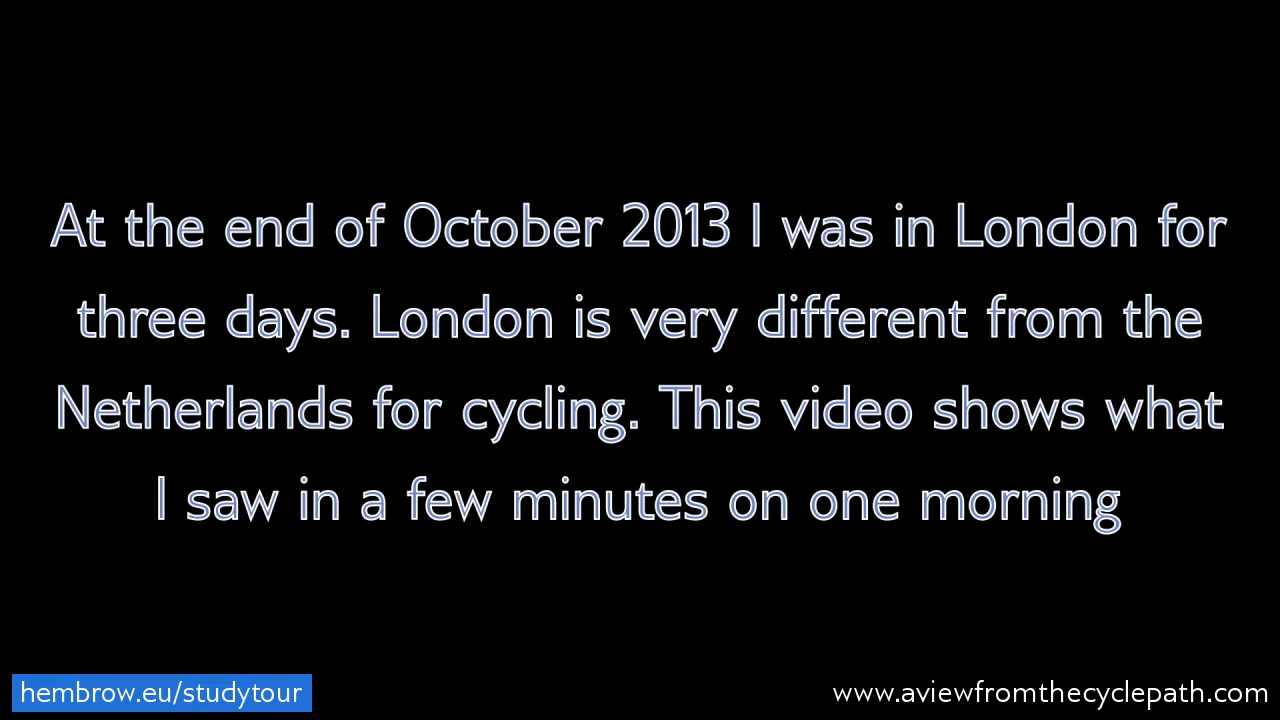 At the end of October 2013 I was in London for
three days. London is very different from the
Netherlands for cycling. This video shows what
I saw in a few minutes on one morning
hembrow.eu/studytour
www.aviewfromthecyclepath.com